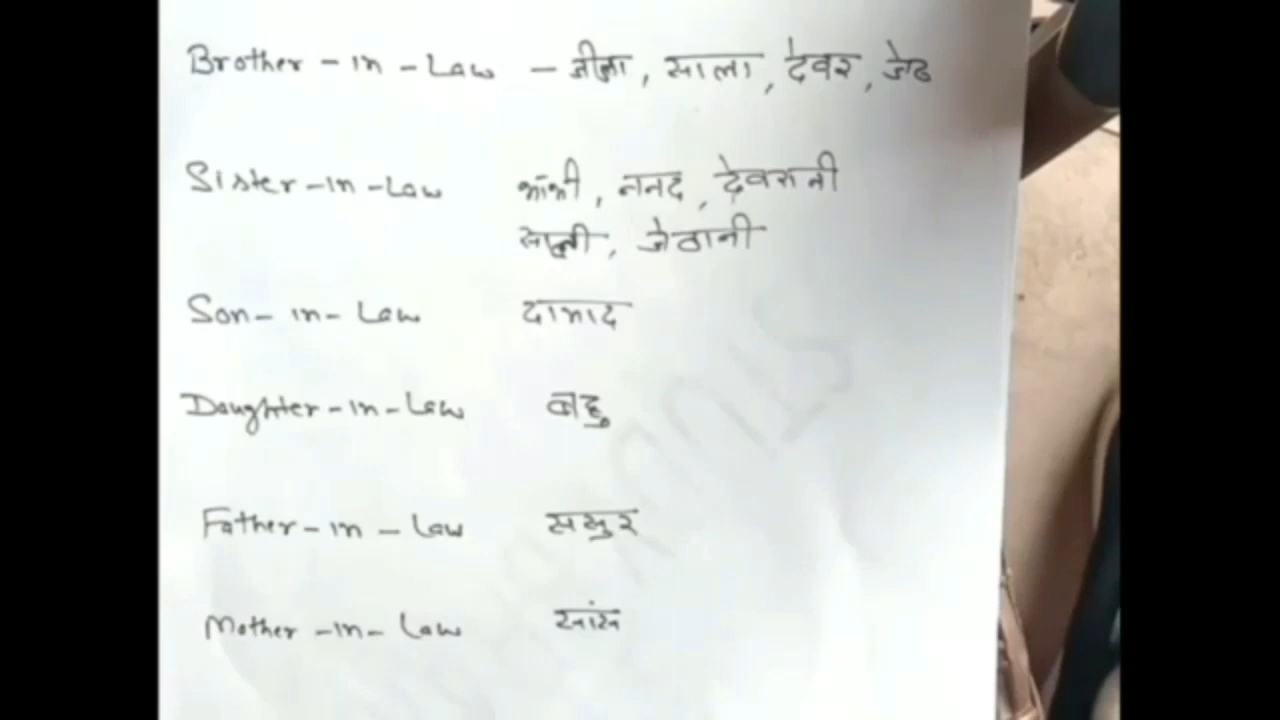 Brother-in-Law - जीजा, साला, देवर, जेठ
Sister-in-Law भाॅभी, ननद, देवरानी
साली, जेठानी
Son-in-Law दामाद
Daughter-in-Law बहु
Father-in-Law ससुर
Mother-in-Law सांस